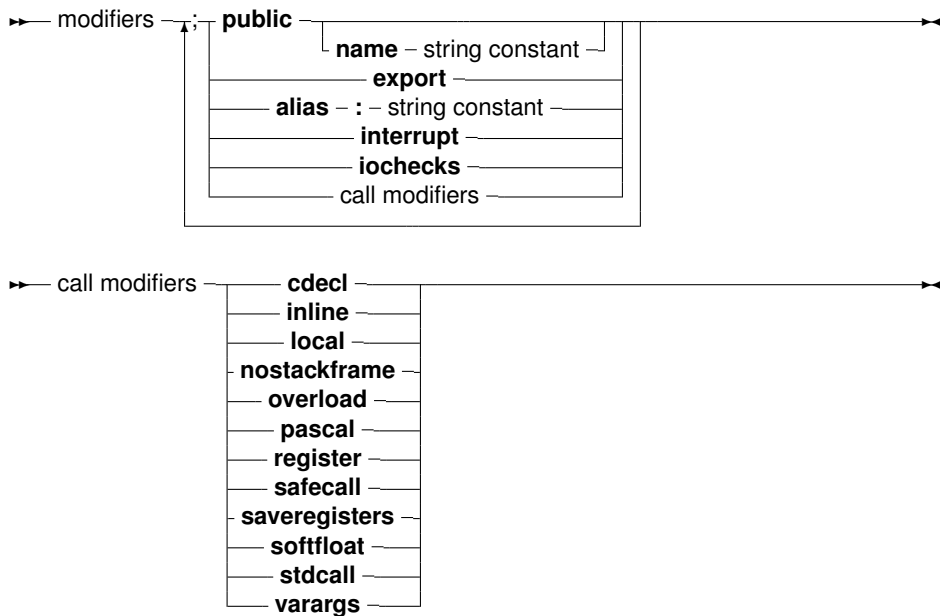 modifiers ; public
name string constant
export
alias : string constant
interrupt
iochecks
call modifiers
call modifiers cdecl
inline
local
nostackframe
overload
pascal
register
safecall
saveregisters
softfloat
stdcall
varargs